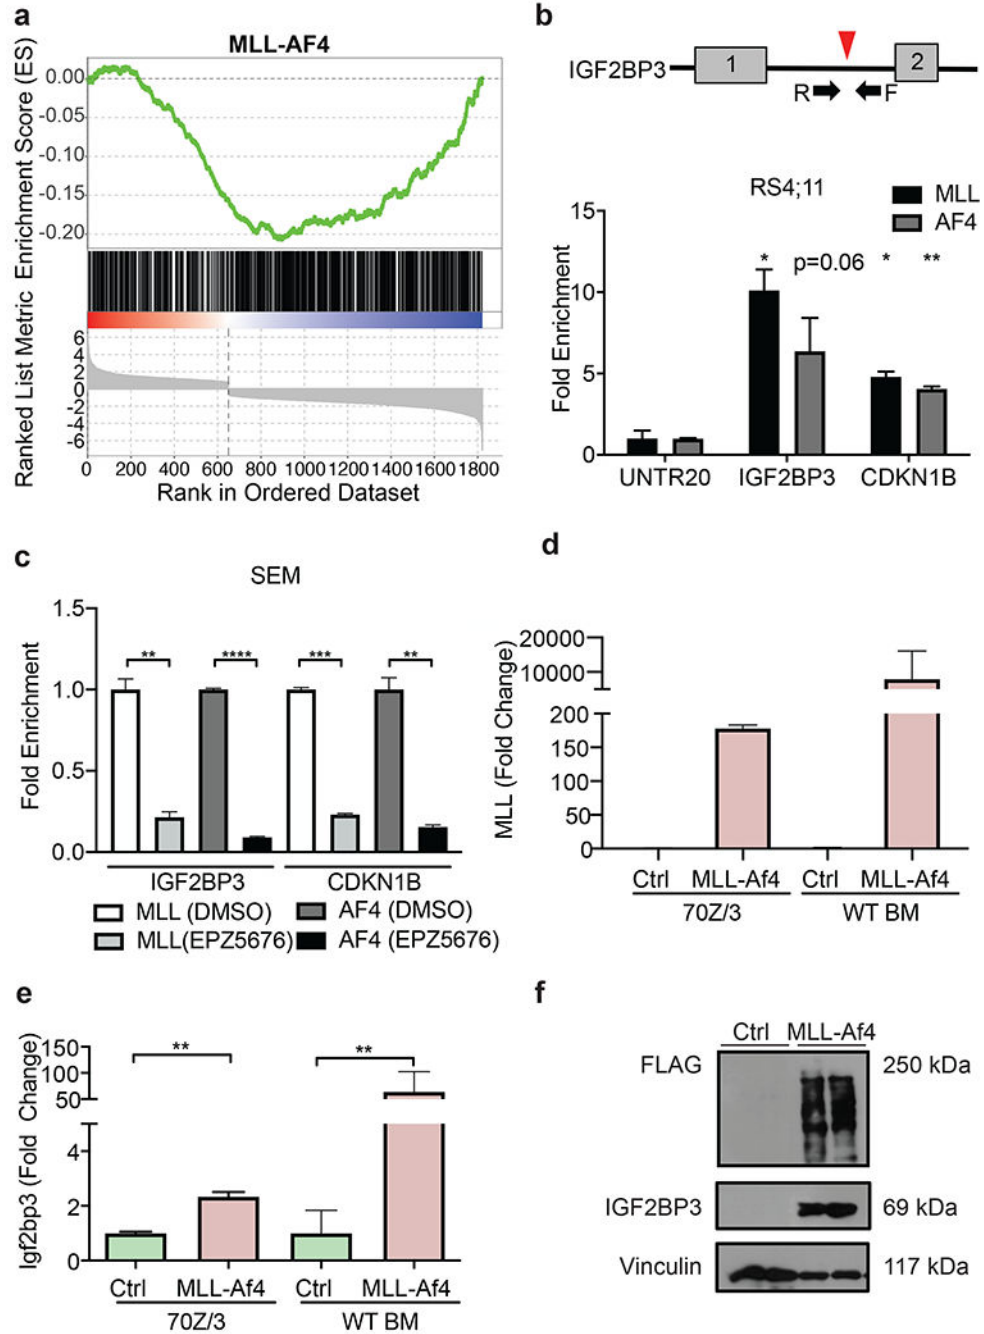 a
MLL-AF4
Enrichment Score (ES)
0.00
-0.05
-0.10
-0.15
-0.20
Ranked List Metric
6
4
2
0
-2
-4
-6
0 200 400 600 800 1000 1200 1400 1600 1800
Rank in Ordered Dataset
b
IGF2BP3
1
2
R
F
RS4;11
MLL
AF4
Fold Enrichment
15
10
5
0
*
p=0.06
*
**
UNTR20 IGF2BP3 CDKN1B
c
SEM
Fold Enrichment
1.5
1.0
0.5
0.0
** **** *** **
IGF2BP3 CDKN1B
MLL (DMSO) AF4 (DMSO)
MLL(EPZ5676) AF4 (EPZ5676)
d
MLL (Fold Change)
20000
10000
200
150
100
50
0
Ctrl MLL-Af4 Ctrl MLL-Af4
70Z/3 WT BM
e
Igf2bp3 (Fold Change)
150
100
50
4
2
0
** **
Ctrl MLL-Af4 Ctrl MLL-Af4
70Z/3 WT BM
f
Ctrl MLL-Af4
FLAG 250 kDa
IGF2BP3 69 kDa
Vinculin 117 kDa